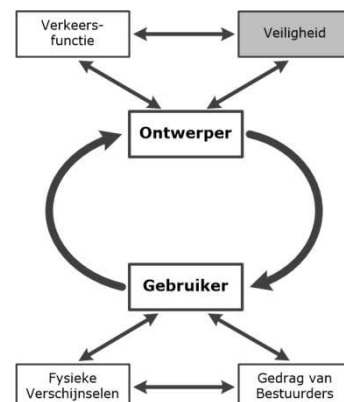 Verkeers-
functie
Veiligheid
Ontwerper
Gebruiker
Fysieke
Verschijnselen
Gedrag van
Bestuurders